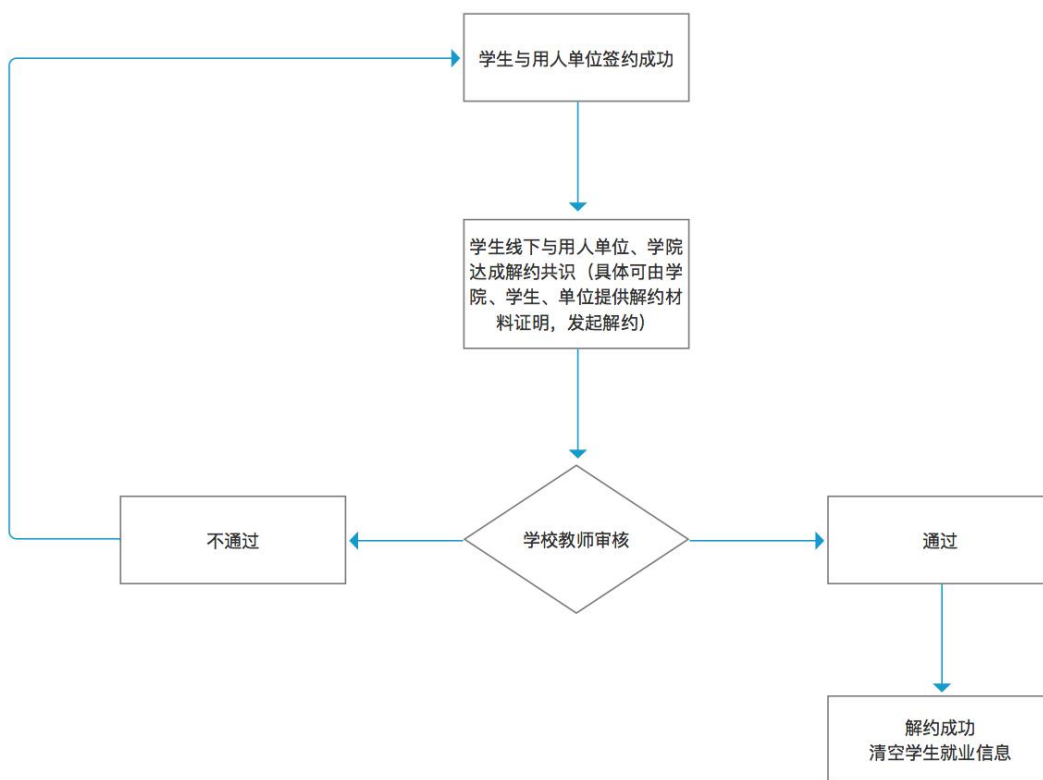 学生与用人单位签约成功
学生线下与用人单位、学院
达成解约共识（具体可由学
院、学生、单位提供解约材
料证明，发起解约）
不通过
学校教师审核
通过
解约成功
清空学生就业信息